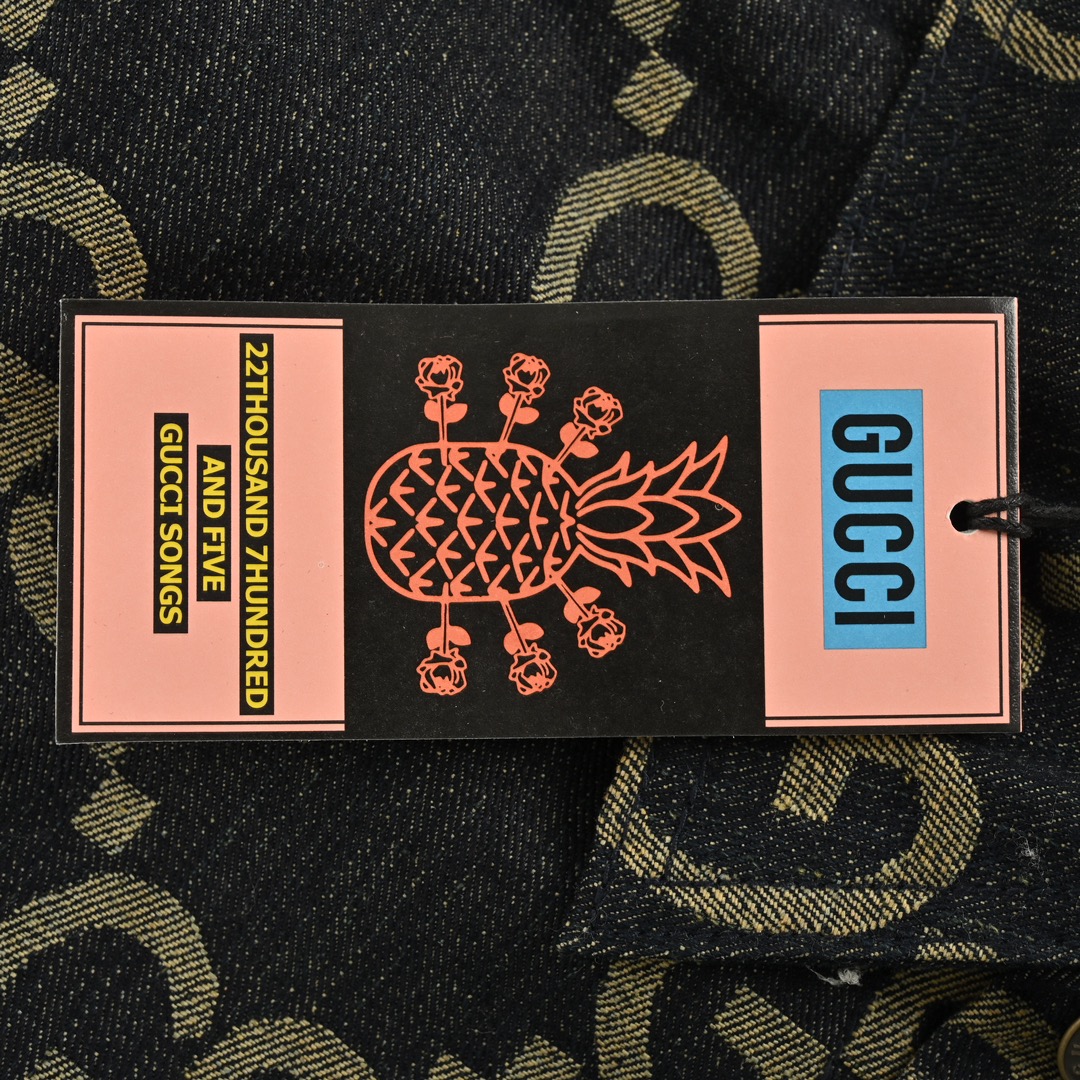 GUCCI
22THOUSAND 7HUNDRED
AND FIVE
GUCCI SONGS